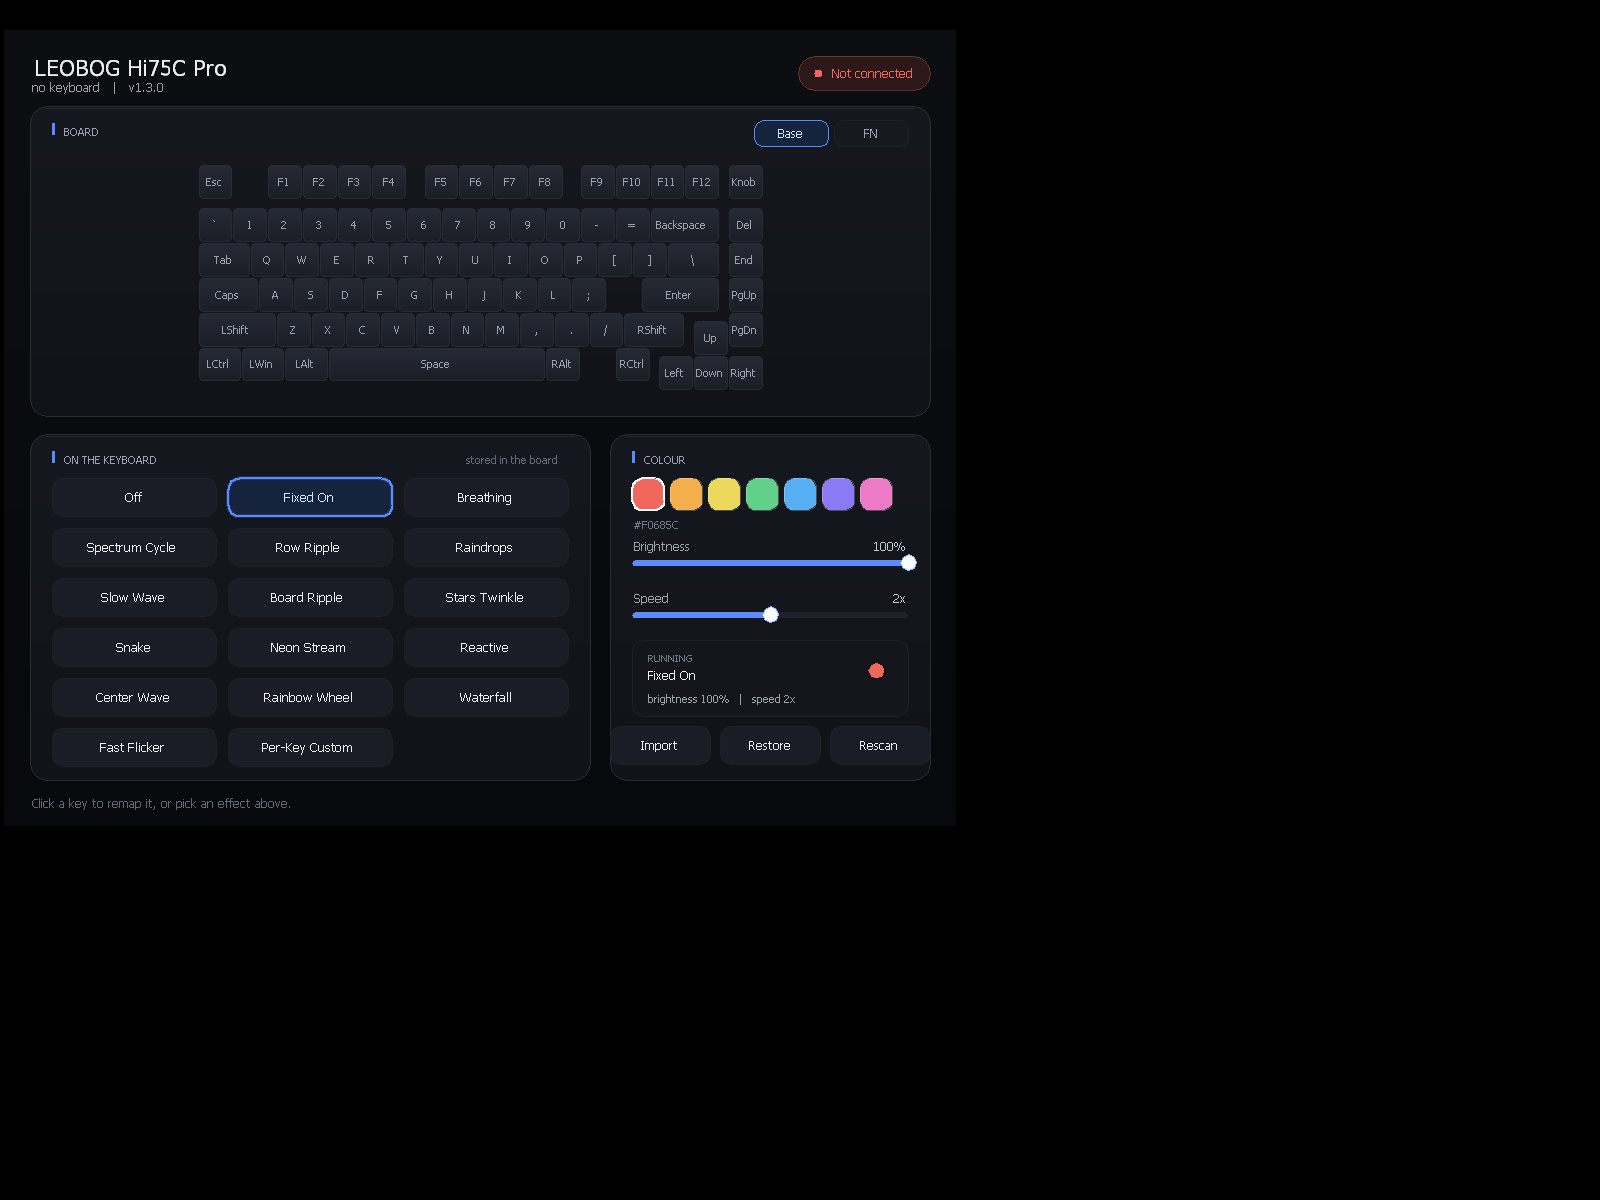 LEOBOG Hi75C Pro
no keyboard | v1.3.0
Not connected
BOARD
Base
FN
Esc F1 F2 F3 F4 F5 F6 F7 F8 F9 F10 F11 F12 Knob
` 1 2 3 4 5 6 7 8 9 0 - = Backspace Del
Tab Q W E R T Y U I O P [ ] \ End
Caps A S D F G H J K L ; Enter PgUp
LShift Z X C V B N M , . / RShift Up PgDn
LCtrl LWin LAlt Space RAlt RCtrl Left Down Right
ON THE KEYBOARD
stored in the board
Off Fixed On Breathing
Spectrum Cycle Row Ripple Raindrops
Slow Wave Board Ripple Stars Twinkle
Snake Neon Stream Reactive
Center Wave Rainbow Wheel Waterfall
Fast Flicker Per-Key Custom
COLOUR
#F0685C
Brightness 100%
Speed 2x
RUNNING
Fixed On
brightness 100% | speed 2x
Import Restore Rescan
Click a key to remap it, or pick an effect above.